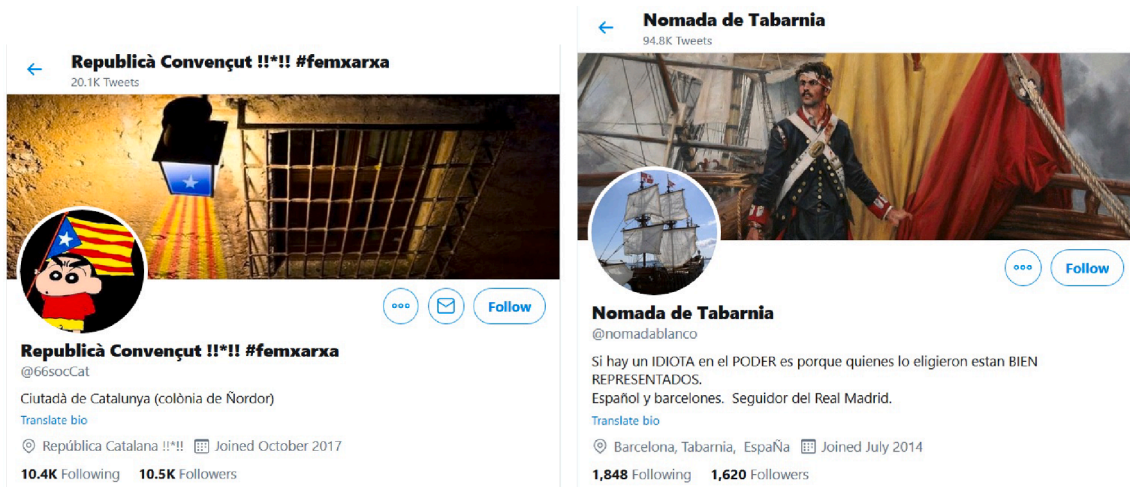 Republicà Convençut !!*!! #femxarxa
20.1K Tweets
Follow
Republicà Convençut !!*!! #femxarxa
@66socCat
Ciutadà de Catalunya (colònia de Ñordor)
Translate bio
República Catalana !!*!! Joined October 2017
10.4K Following 10.5K Followers
Nomada de Tabarnia
94.8K Tweets
Follow
Nomada de Tabarnia
@nomadablanco
Si hay un IDIOTA en el PODER es porque quienes lo eligieron estan BIEN
REPRESENTADOS.
Español y barcelones. Seguidor del Real Madrid.
Translate bio
Barcelona, Tabarnia, EspaÑa Joined July 2014
1,848 Following 1,620 Followers